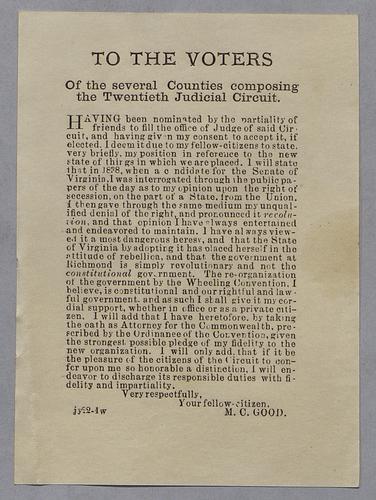 TO THE VOTERS
Of the several Counties composing
the Twentieth Judicial Circuit.
HAVING been nominated by the partiality of
friends to fill the office of Judge of said Cir-
cuit, and having given my consent to accept it, if
elected, I deem it due to my fellow-citizens to state,
very briefly, my position in reference to the new
state of things in which we are placed. I will state
that in 1858, when a candidate for the Senate of
Virginia, I was interrogated through the public pa-
pers of the day as to my opinion upon the right of
secession, on the part of a State, from the Union.
I then gave through the same medium my unqual-
ified denial of the right, and pronounced it revolu-
tion, and that opinion I have always entertained
and endeavored to maintain. I have always view-
ed it a most dangerous heresy, and that the State
of Virginia by adopting it has placed herself in the
attitude of rebellion, and that the government at
Richmond is simply revolutionary and not the
constitutional government. The re-organization
of the government by the Wheeling Convention, I
believe, is constitutional and our rightful and law-
ful government, and as such I shall give it my cor-
dial support, whether in office or as a private citi-
zen. I will add that I have heretofore, by taking
the oath as Attorney for the Commonwealth, pre-
scribed by the Ordinance of the Convention, given
the strongest possible pledge of my fidelity to the
new organization. I will only add, that if it be
the pleasure of the citizens of the Circuit to con-
fer upon me so honorable a distinction, I will en-
deavor to discharge its responsible duties with fi-
delity and impartiality.
Very respectfully,
Your fellow-citizen,
jy22-1w M. C. GOOD.